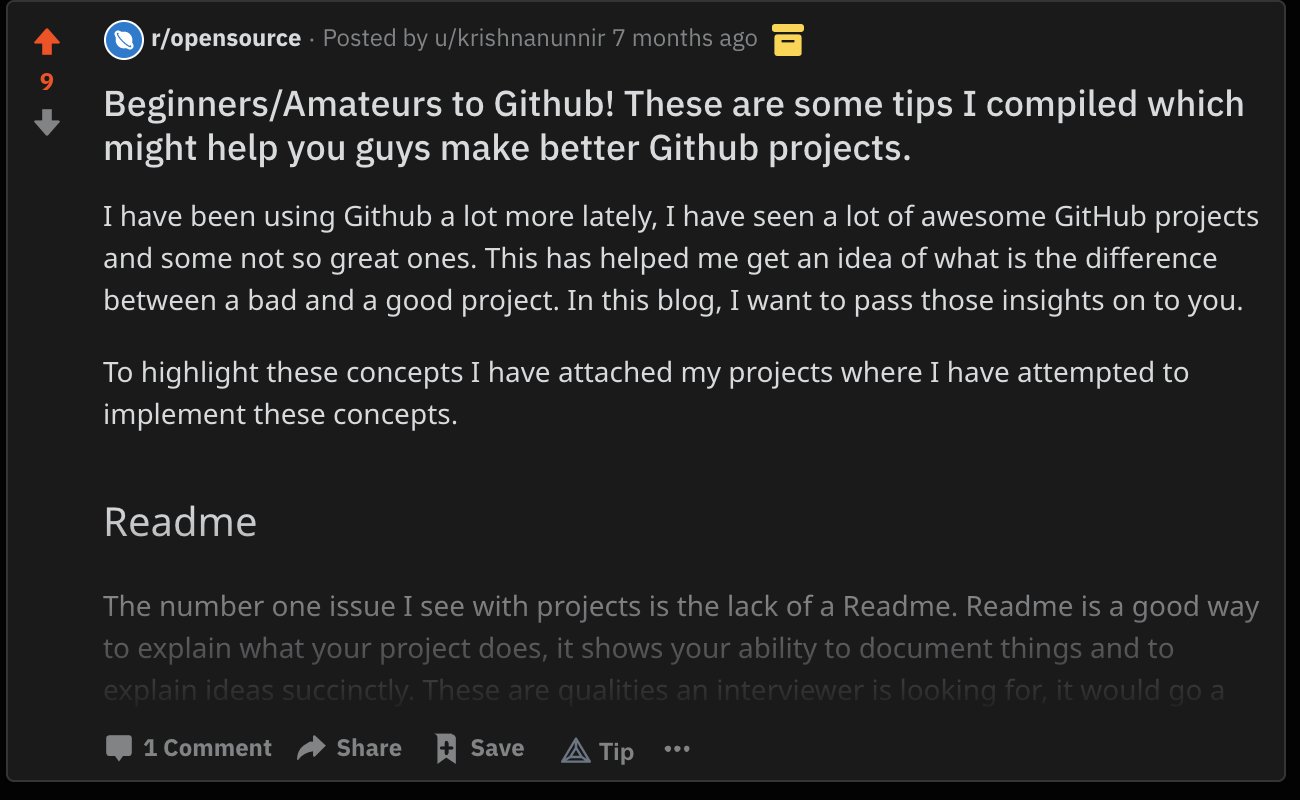 r/opensource · Posted by u/krishnanunnir 7 months ago
9
Beginners/Amateurs to Github! These are some tips I compiled which
might help you guys make better Github projects.
I have been using Github a lot more lately, I have seen a lot of awesome GitHub projects
and some not so great ones. This has helped me get an idea of what is the difference
between a bad and a good project. In this blog, I want to pass those insights on to you.
To highlight these concepts I have attached my projects where I have attempted to
implement these concepts.
Readme
The number one issue I see with projects is the lack of a Readme. Readme is a good way
to explain what your project does, it shows your ability to document things and to
explain ideas succinctly. These are qualities an interviewer is looking for, it would go a
1 Comment Share Save Tip ···